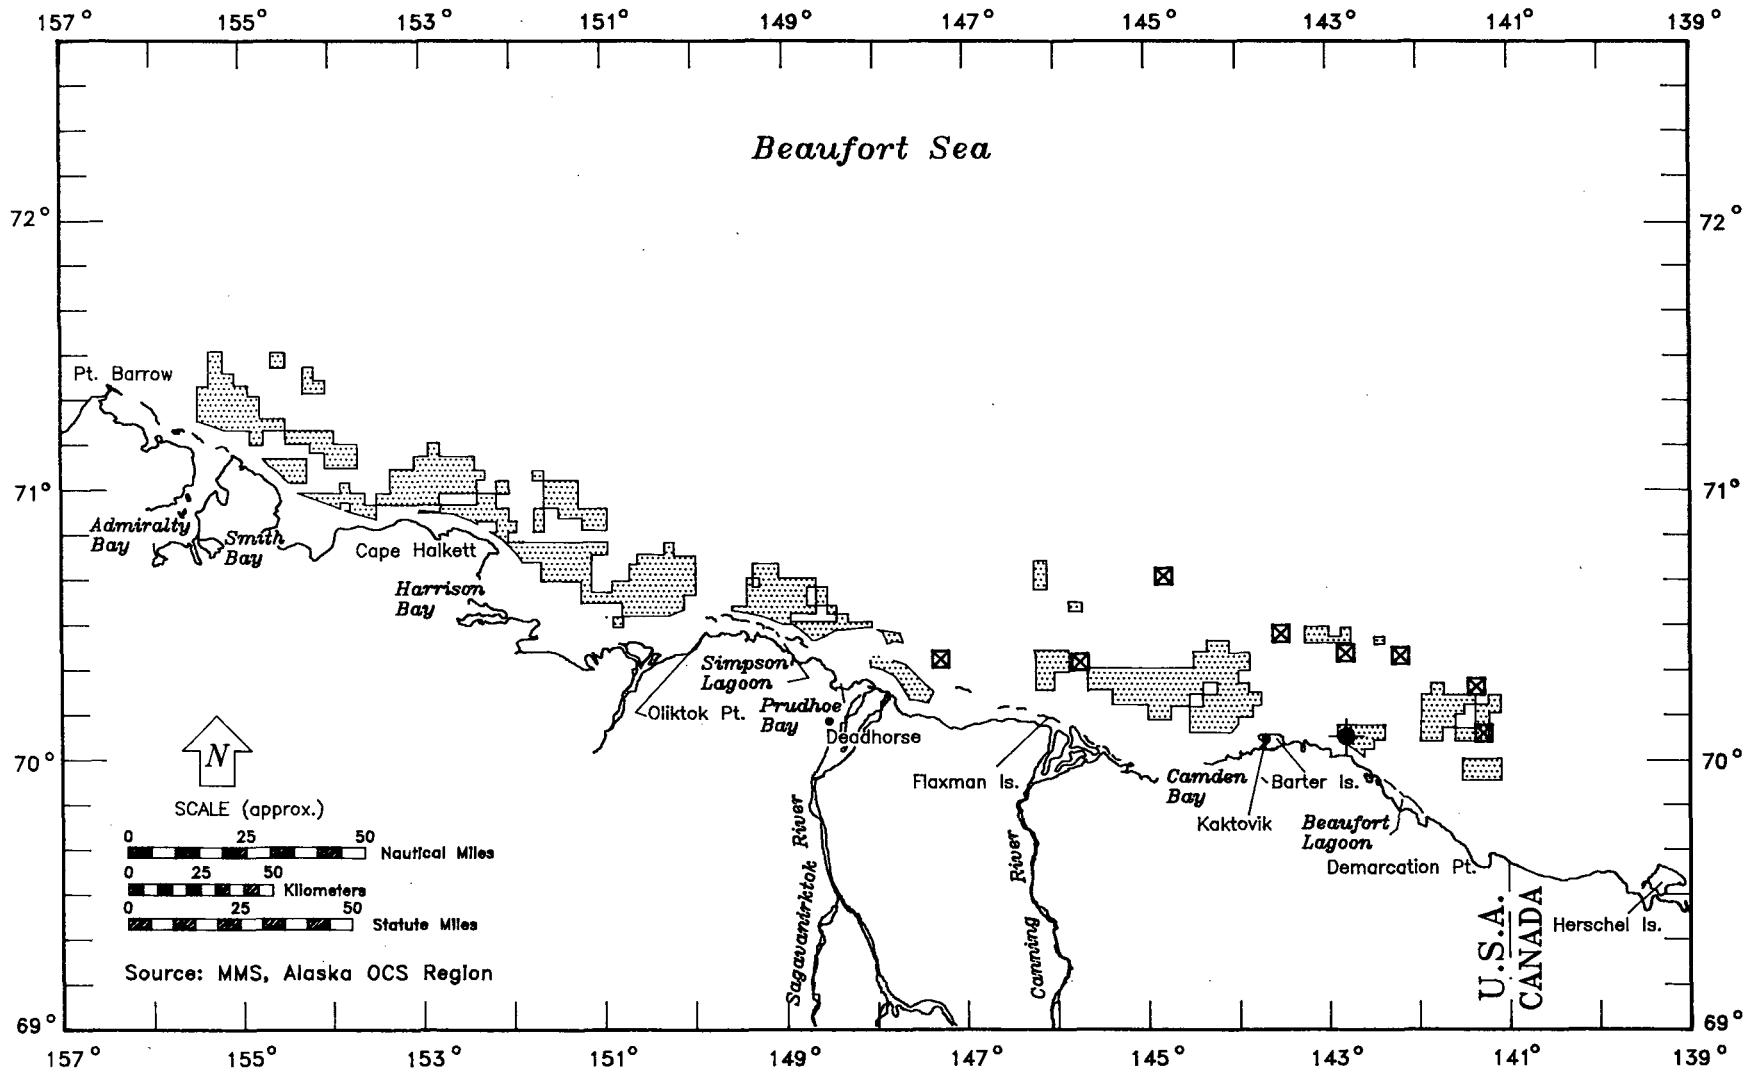 157° 155° 153° 151° 149° 147° 145° 143° 141° 139°
Beaufort Sea
72° 72°
Pt. Barrow
71° 71°
Admiralty
Bay
Smith
Bay
Cape Halkett
Harrison
Bay
Simpson
Lagoon
Oliktok Pt.
Prudhoe
Bay
Deadhorse
N
70° 70°
Flaxman Is.
Camden
Bay
Barter Is.
Kaktovik
Beaufort
Lagoon
Demarcation Pt.
Herschel Is.
U.S.A.
CANADA
Sagavanirktok River
Canning River
SCALE (approx.)
0 25 50
Nautical Miles
0 25 50
Kilometers
0 25 50
Statute Miles
Source: MMS, Alaska OCS Region
69° 69°
157° 155° 153° 151° 149° 147° 145° 143° 141° 139°